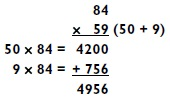 84
x 59 (50 + 9)
50 x 84 = 4200
9 x 84 = + 756
4956